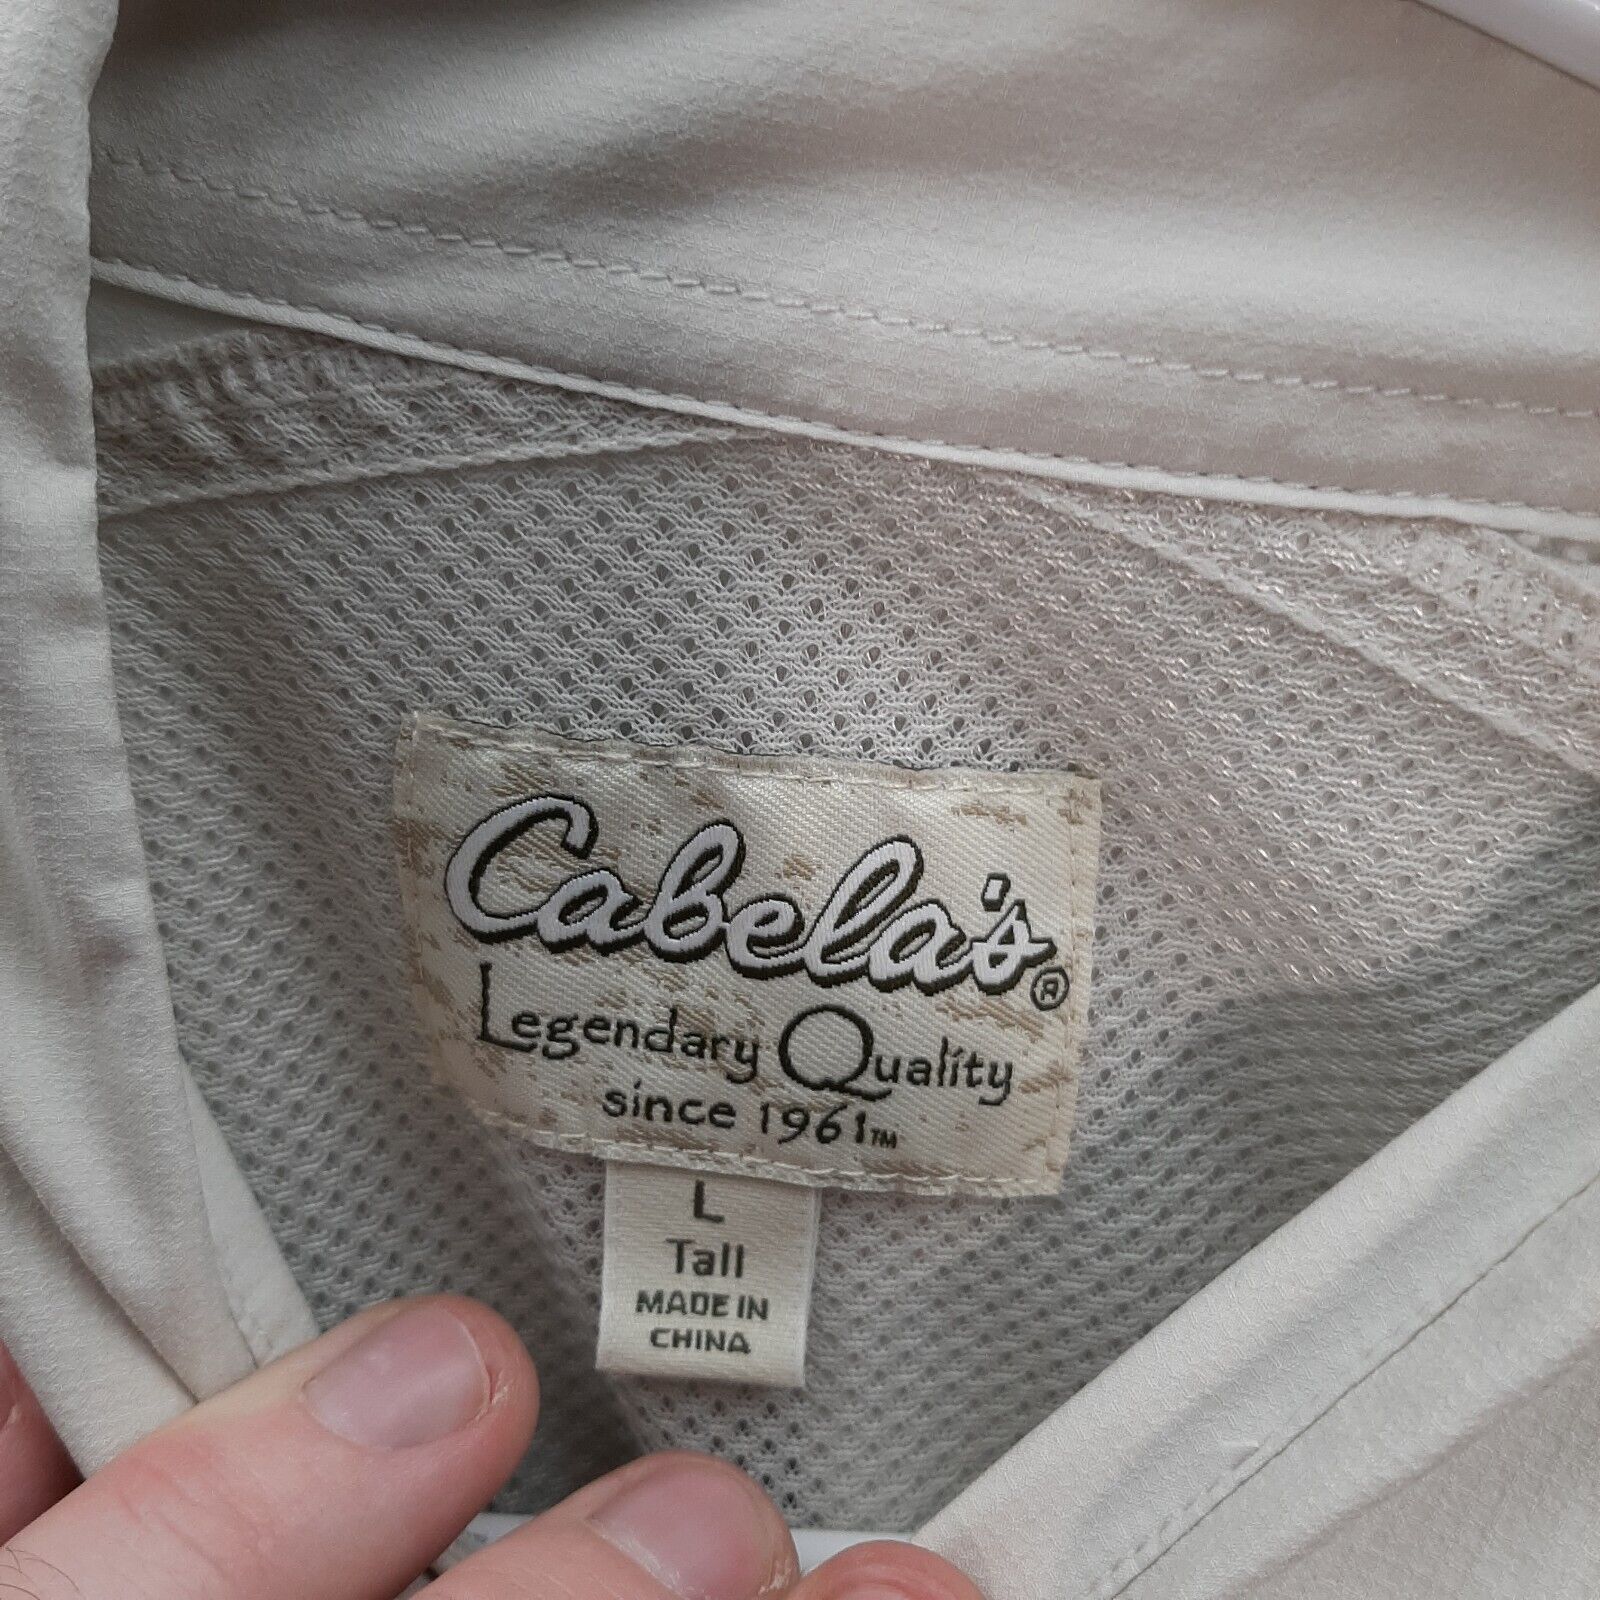 Cabela's®
Legendary Quality
since 1961™
L
Tall
MADE IN
CHINA